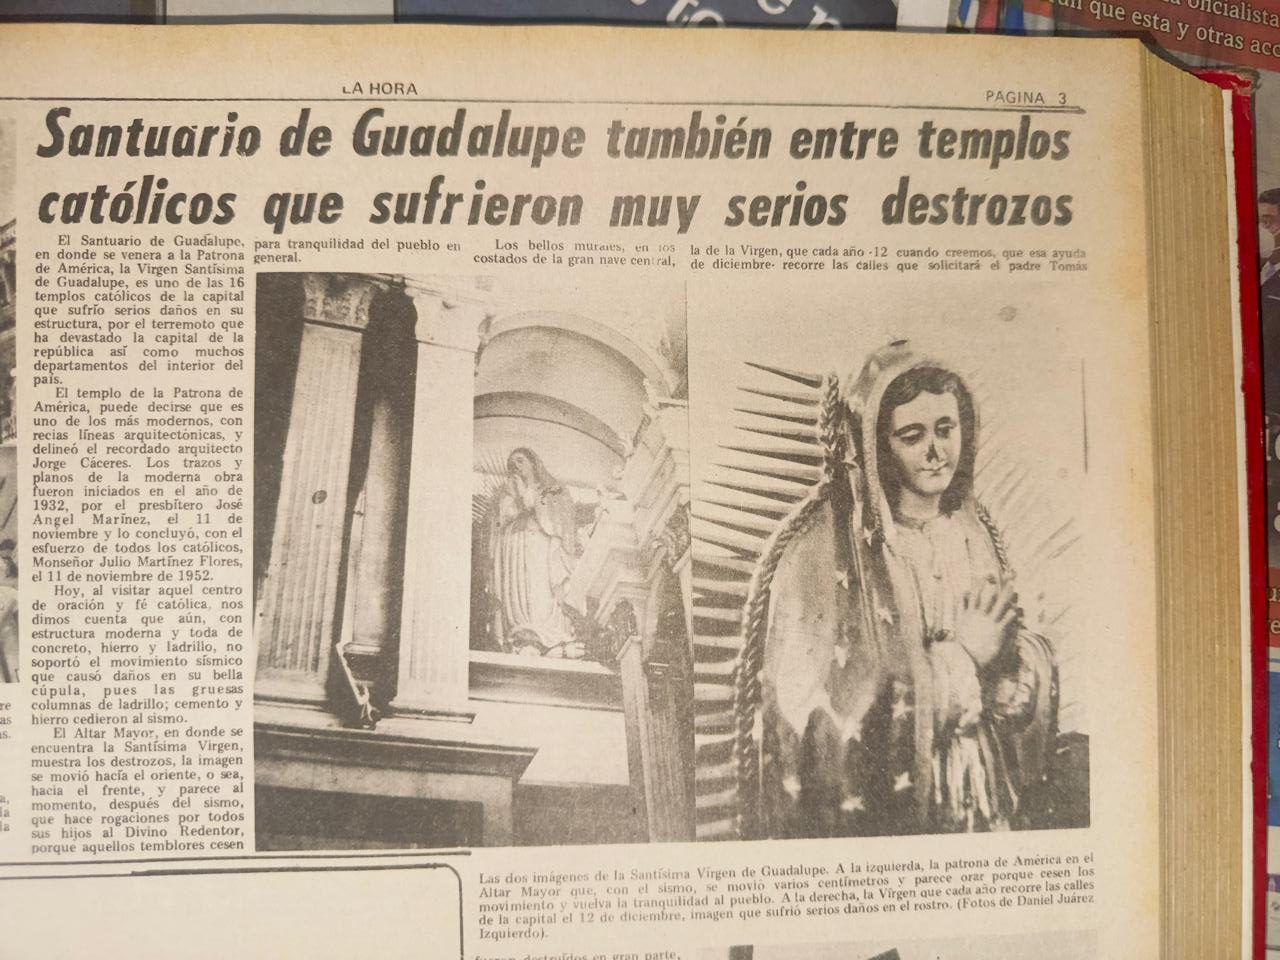 LA HORA
PAGINA 3
Santuario de Guadalupe también entre templos
católicos que sufrieron muy serios destrozos
El Santuario de Guadalupe,
en donde se venera a la Patrona
de América, la Virgen Santísima
de Guadalupe, es uno de las 16
templos católicos de la capital
que sufrío serios daños en su
estructura, por el terremoto que
ha devastado la capital de la
república así como muchos
departamentos del interior del
país.
El templo de la Patrona de
América, puede decirse que es
uno de los más modernos, con
recias líneas arquitectónicas, y
delineó el recordado arquitecto
Jorge Cáceres. Los trazos y
planos de la moderna obra
fueron iniciados en el año de
1932, por el presbítero José
Angel Marínez, el 11 de
noviembre y lo concluyó, con el
esfuerzo de todos los católicos,
Monseñor Julio Martínez Flores,
el 11 de noviembre de 1952.
Hoy, al visitar aquel centro
de oración y fé católica, nos
dimos cuenta que aún, con
estructura moderna y toda de
concreto, hierro y ladrillo, no
soportó el movimiento sísmico
que causó daños en su bella
cúpula, pues las gruesas
columnas de ladrillo; cemento y
hierro cedieron al sismo.
El Altar Mayor, en donde se
encuentra la Santísima Virgen,
muestra los destrozos, la imagen
se movió hacía el oriente, o sea,
hacia el frente, y parece al
momento, después del sismo,
que hace rogaciones por todos
sus hijos al Divino Redentor,
porque aquellos temblores cesen
para tranquilidad del pueblo en
general.
Los bellos murales, en los
costados de la gran nave central,
la de la Virgen, que cada año -12
de diciembre- recorre las calles
cuando creemos, que esa ayuda
que solicitará el padre Tomás
Las dos imágenes de la Santísima Virgen de Guadalupe. A la izquierda, la patrona de América en el
Altar Mayor que, con el sismo, se movió varios centímetros y parece orar porque cesen los
movimiento y vuelva la tranquilidad al pueblo. A la derecha, la Virgen que cada año recorre las calles
de la capital el 12 de diciembre, imagen que sufrió serios daños en el rostro. (Fotos de Daniel Juárez
Izquierdo).
fueron destruídos en gran parte,
que esta y otras